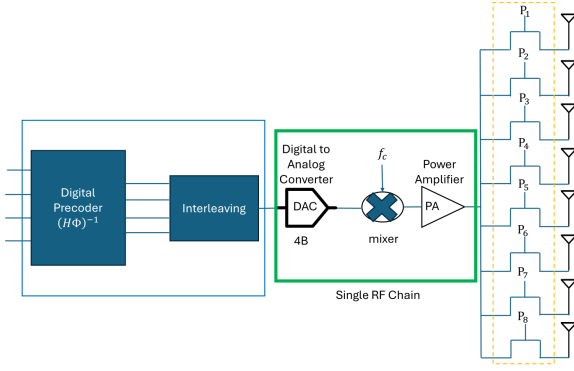 Digital
Precoder
(HΦ)⁻¹
Interleaving
Digital to
Analog
Converter
DAC
4B
f_c
mixer
Power
Amplifier
PA
Single RF Chain
P₁
P₂
P₃
P₄
P₅
P₆
P₇
P₈